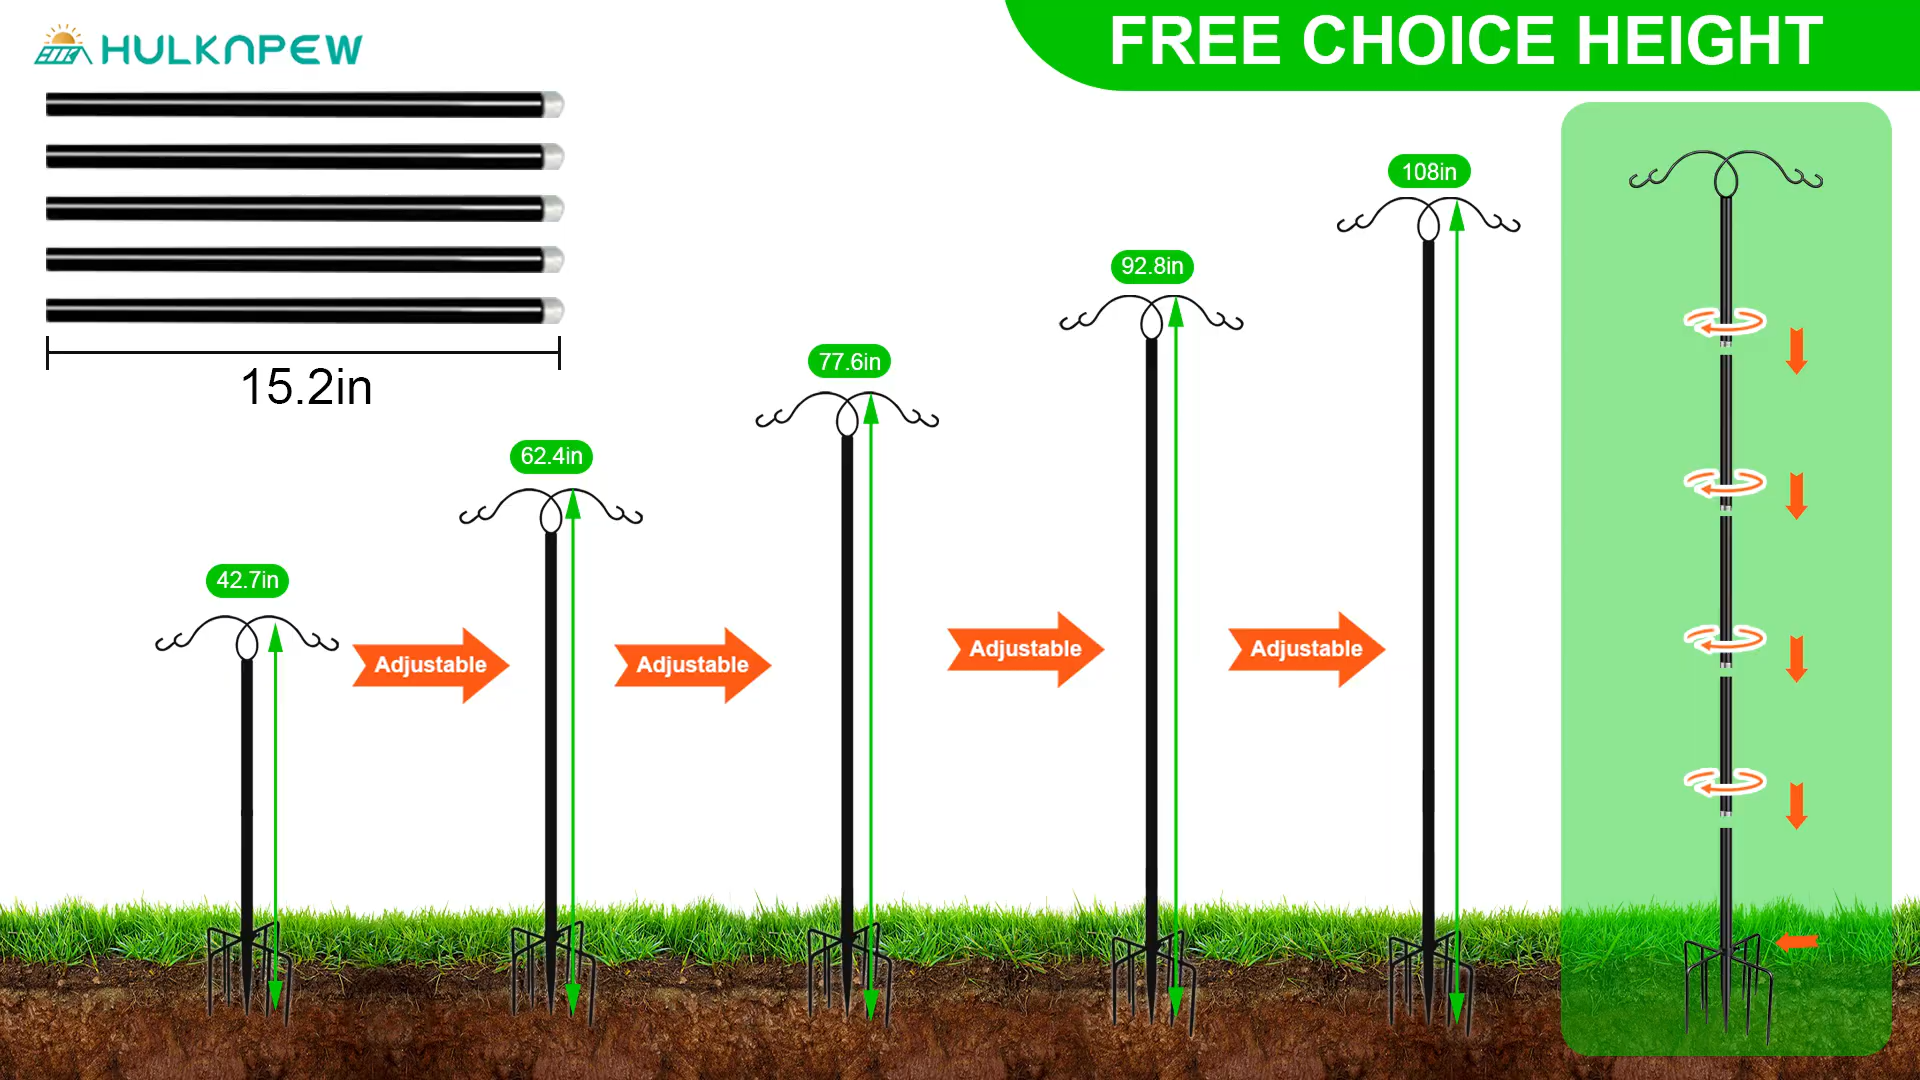 HULKNPEW
FREE CHOICE HEIGHT
15.2in
42.7in
62.4in
77.6in
92.8in
108in
Adjustable
Adjustable
Adjustable
Adjustable